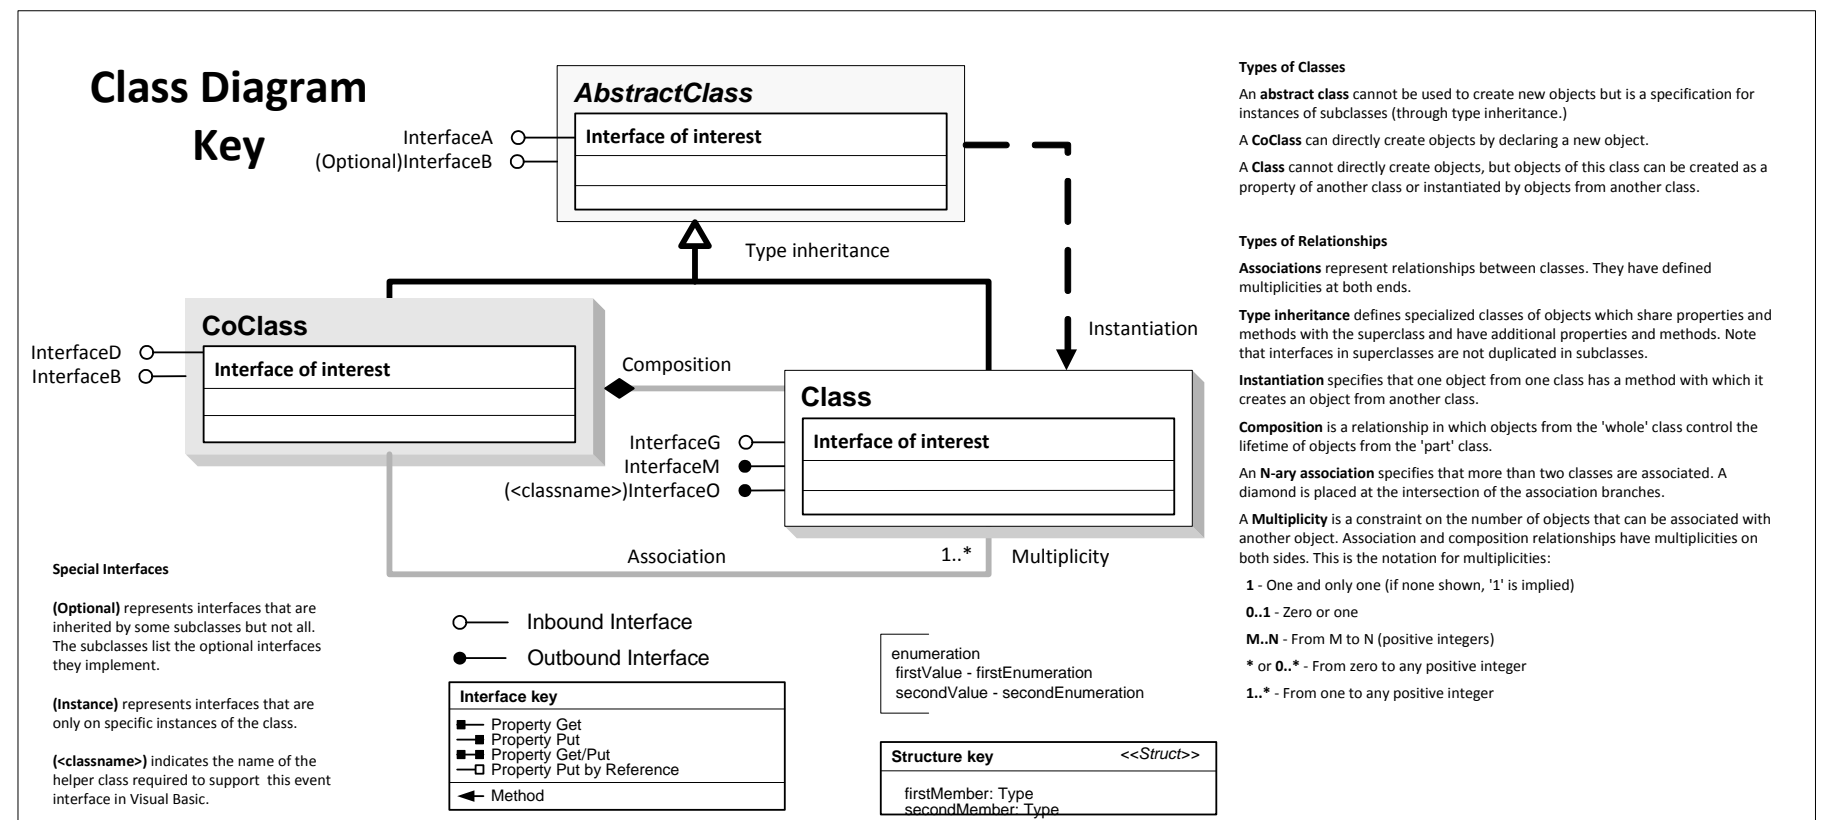 Class Diagram
Key
AbstractClass
Interface of interest
InterfaceA
(Optional)InterfaceB
Type inheritance
CoClass
Interface of interest
InterfaceD
InterfaceB
Composition
Instantiation
Class
Interface of interest
InterfaceG
InterfaceM
(<classname>)InterfaceO
Association
1..*
Multiplicity
Special Interfaces
(Optional) represents interfaces that are
inherited by some subclasses but not all.
The subclasses list the optional interfaces
they implement.
(Instance) represents interfaces that are
only on specific instances of the class.
(<classname>) indicates the name of the
helper class required to support this event
interface in Visual Basic.
Inbound Interface
Outbound Interface
Interface key
Property Get
Property Put
Property Get/Put
Property Put by Reference
Method
enumeration
firstValue - firstEnumeration
secondValue - secondEnumeration
Structure key <<Struct>>
firstMember: Type
secondMember: Type
Types of Classes
An abstract class cannot be used to create new objects but is a specification for
instances of subclasses (through type inheritance.)
A CoClass can directly create objects by declaring a new object.
A Class cannot directly create objects, but objects of this class can be created as a
property of another class or instantiated by objects from another class.
Types of Relationships
Associations represent relationships between classes. They have defined
multiplicities at both ends.
Type inheritance defines specialized classes of objects which share properties and
methods with the superclass and have additional properties and methods. Note
that interfaces in superclasses are not duplicated in subclasses.
Instantiation specifies that one object from one class has a method with which it
creates an object from another class.
Composition is a relationship in which objects from the 'whole' class control the
lifetime of objects from the 'part' class.
An N-ary association specifies that more than two classes are associated. A
diamond is placed at the intersection of the association branches.
A Multiplicity is a constraint on the number of objects that can be associated with
another object. Association and composition relationships have multiplicities on
both sides. This is the notation for multiplicities:
1 - One and only one (if none shown, '1' is implied)
0..1 - Zero or one
M..N - From M to N (positive integers)
* or 0..* - From zero to any positive integer
1..* - From one to any positive integer